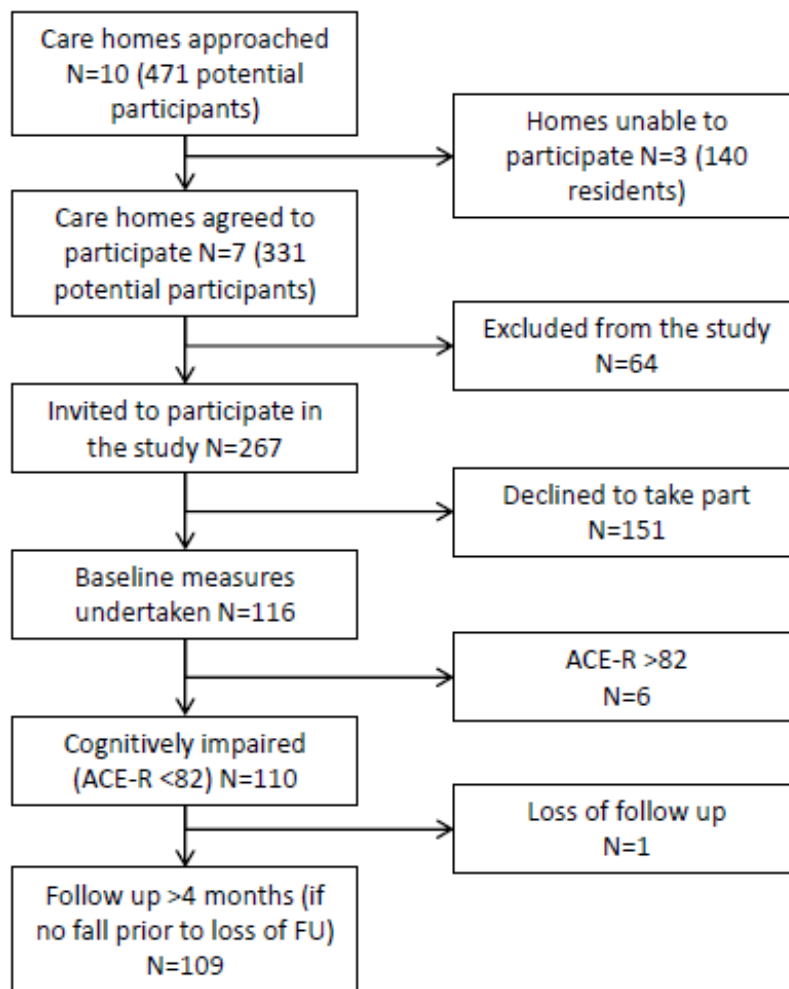 Care homes approached
N=10 (471 potential
participants)
Homes unable to
participate N=3 (140
residents)
Care homes agreed to
participate N=7 (331
potential participants)
Excluded from the study
N=64
Invited to participate in
the study N=267
Declined to take part
N=151
Baseline measures
undertaken N=116
ACE-R >82
N=6
Cognitively impaired
(ACE-R <82) N=110
Loss of follow up
N=1
Follow up >4 months (if
no fall prior to loss of FU)
N=109